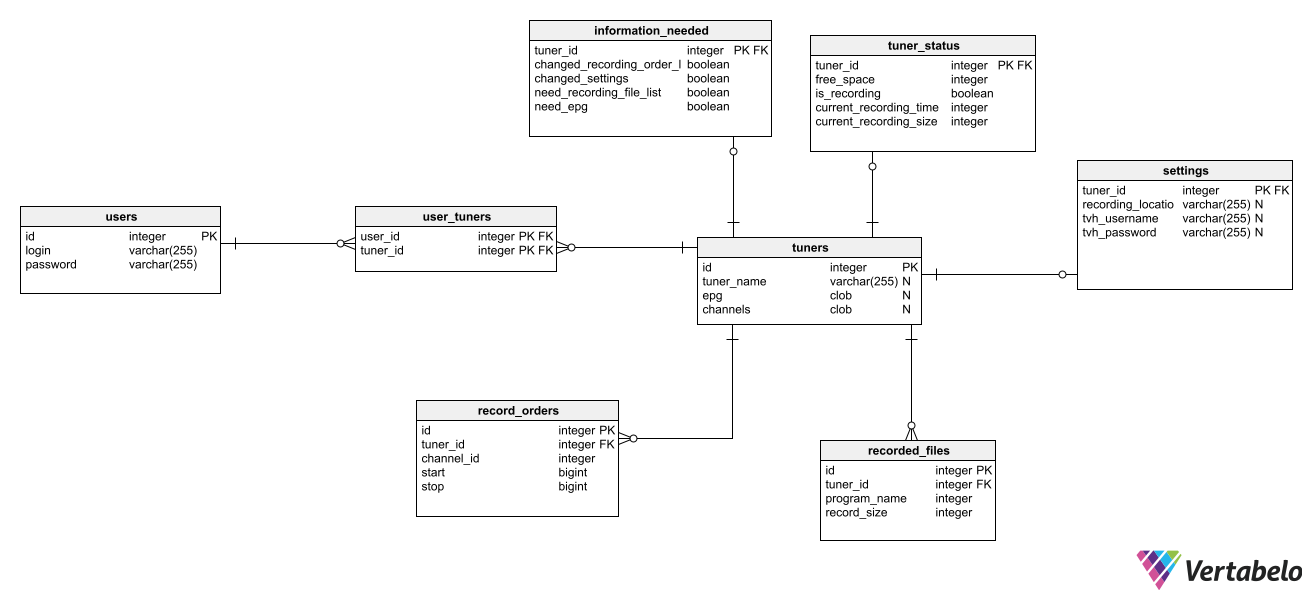 information_needed
tuner_id integer PK FK
changed_recording_order_l boolean
changed_settings boolean
need_recording_file_list boolean
need_epg boolean
tuner_status
tuner_id integer PK FK
free_space integer
is_recording boolean
current_recording_time integer
current_recording_size integer
settings
tuner_id integer PK FK
recording_locatio varchar(255) N
tvh_username varchar(255) N
tvh_password varchar(255) N
users
id integer PK
login varchar(255)
password varchar(255)
user_tuners
user_id integer PK FK
tuner_id integer PK FK
tuners
id integer PK
tuner_name varchar(255) N
epg clob N
channels clob N
record_orders
id integer PK
tuner_id integer FK
channel_id integer
start bigint
stop bigint
recorded_files
id integer PK
tuner_id integer FK
program_name integer
record_size integer
Vertabelo